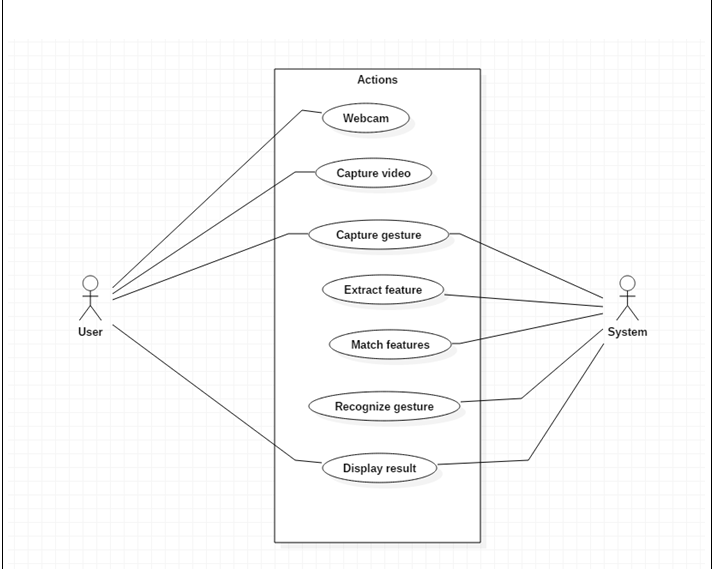 Actions
Webcam
Capture video
Capture gesture
Extract feature
Match features
User
System
Recognize gesture
Display result